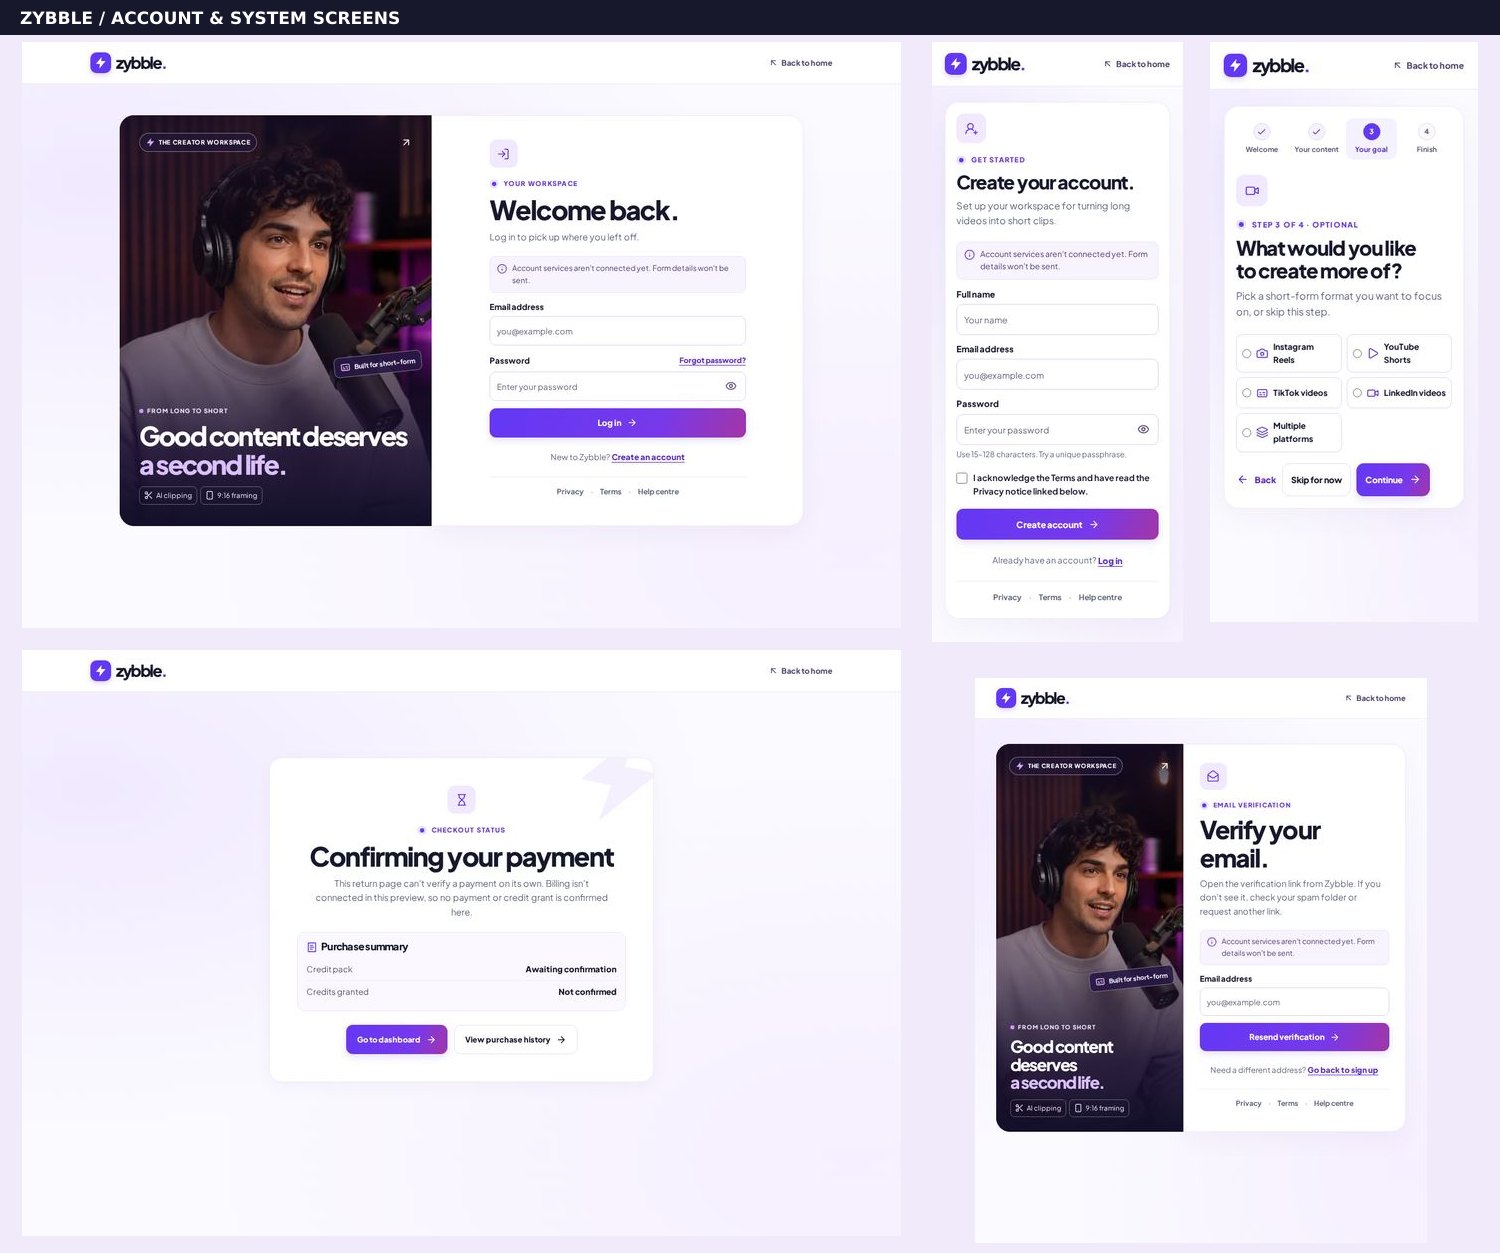 ZYBBLE / ACCOUNT & SYSTEM SCREENS
zybble.
Back to home
THE CREATOR WORKSPACE
Built for short-form
FROM LONG TO SHORT
Good content deserves
a second life.
AI clipping
9:16 framing
YOUR WORKSPACE
Welcome back.
Log in to pick up where you left off.
Account services aren't connected yet. Form details won't be
sent.
Email address
you@example.com
Password
Forgot password?
Enter your password
Log in
New to Zybble? Create an account
Privacy · Terms · Help centre
zybble.
Back to home
GET STARTED
Create your account.
Set up your workspace for turning long
videos into short clips.
Account services aren't connected yet. Form
details won't be sent.
Full name
Your name
Email address
you@example.com
Password
Enter your password
Use 15–128 characters. Try a unique passphrase.
I acknowledge the Terms and have read the
Privacy notice linked below.
Create account
Already have an account? Log in
Privacy · Terms · Help centre
zybble.
Back to home
Welcome
Your content
3
Your goal
4
Finish
STEP 3 OF 4 · OPTIONAL
What would you like
to create more of?
Pick a short-form format you want to focus
on, or skip this step.
Instagram
Reels
YouTube
Shorts
TikTok videos
LinkedIn videos
Multiple
platforms
Back
Skip for now
Continue
zybble.
Back to home
CHECKOUT STATUS
Confirming your payment
This return page can't verify a payment on its own. Billing isn't
connected in this preview, so no payment or credit grant is confirmed
here.
Purchase summary
Credit pack
Awaiting confirmation
Credits granted
Not confirmed
Go to dashboard
View purchase history
zybble.
Back to home
THE CREATOR WORKSPACE
Built for short-form
FROM LONG TO SHORT
Good content
deserves
a second life.
AI clipping
9:16 framing
EMAIL VERIFICATION
Verify your
email.
Open the verification link from Zybble. If you
don't see it, check your spam folder or
request another link.
Account services aren't connected yet. Form
details won't be sent.
Email address
you@example.com
Resend verification
Need a different address? Go back to sign up
Privacy · Terms · Help centre